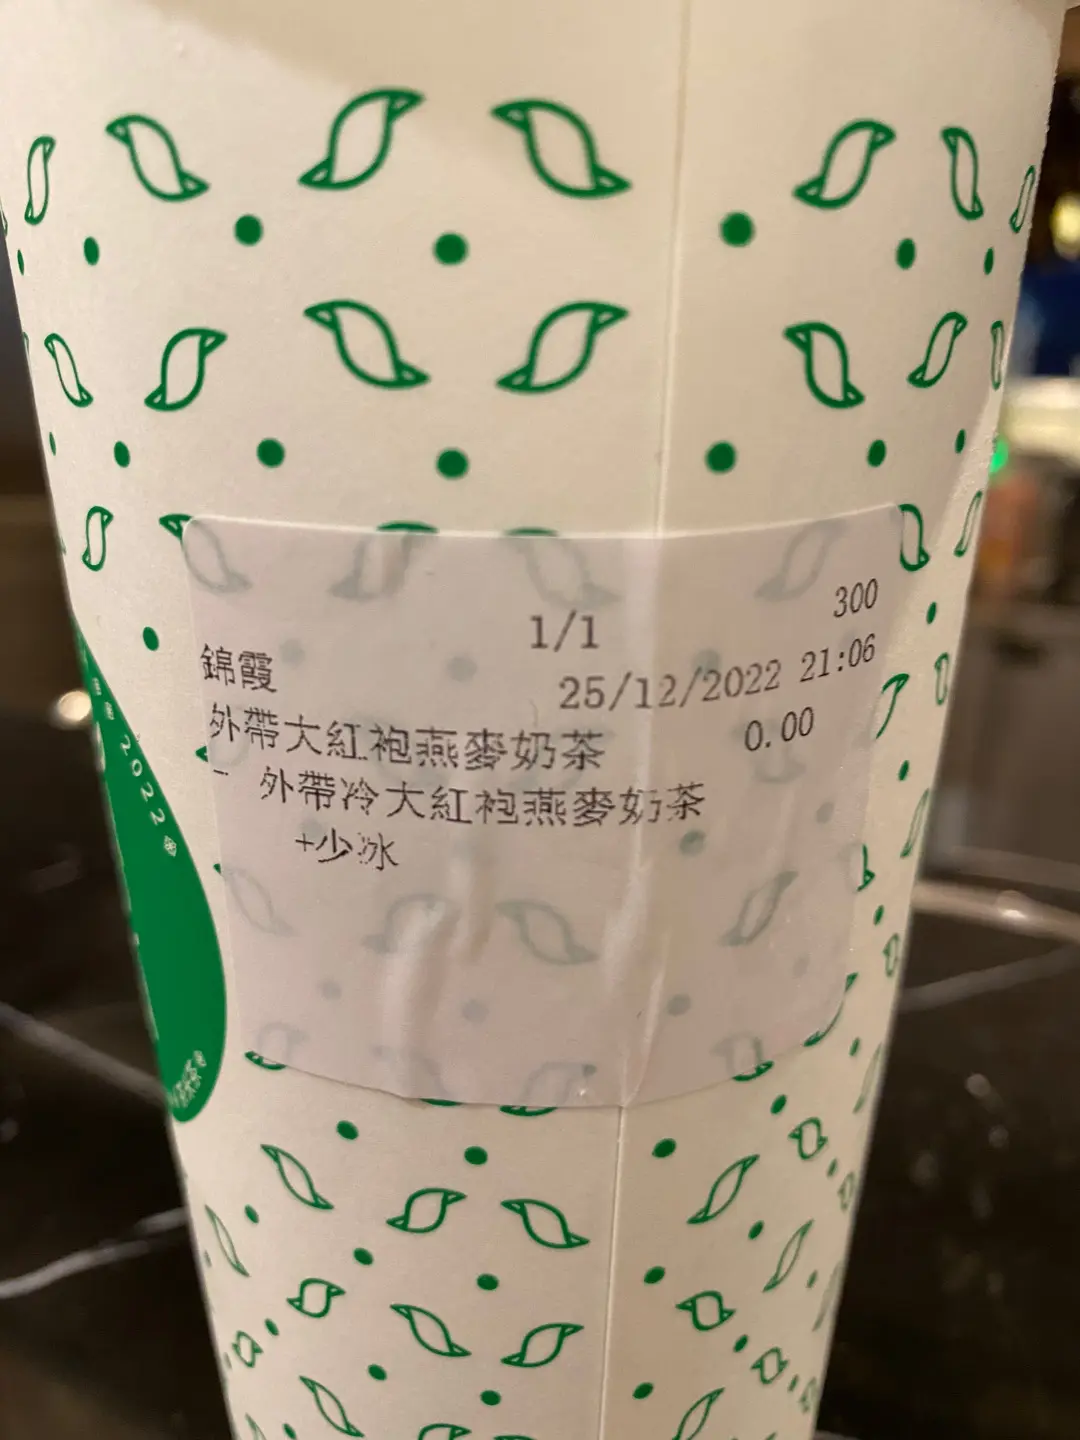 300
1/1
錦霞
25/12/2022 21:06
外帶大紅袍燕麥奶茶 0.00
- 外帶冷大紅袍燕麥奶茶
+少冰
2022